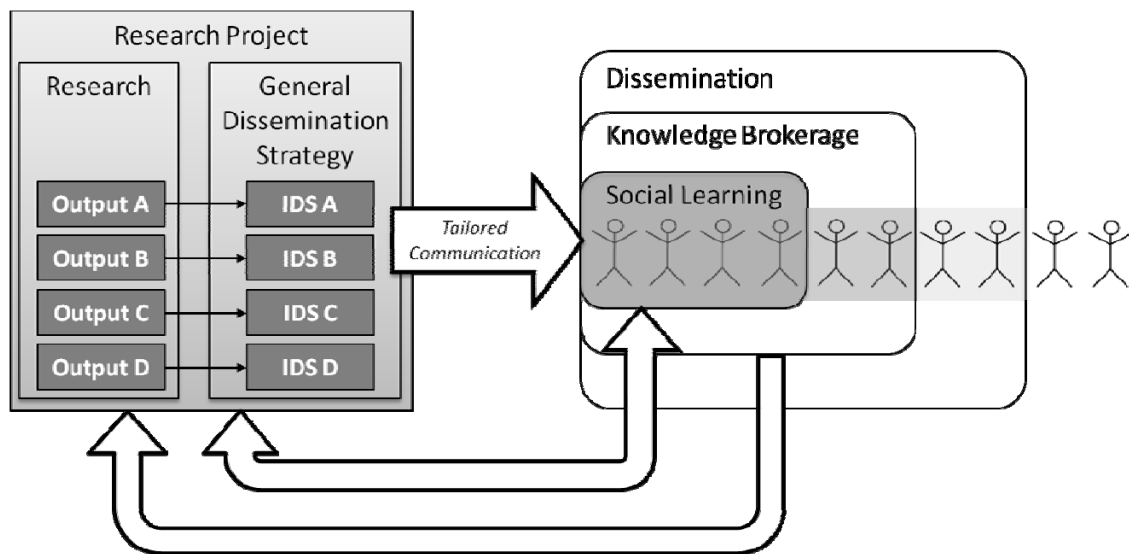 Research Project
Research
General
Dissemination
Strategy
Output A
IDS A
Output B
IDS B
Output C
IDS C
Output D
IDS D
Tailored
Communication
Dissemination
Knowledge Brokerage
Social Learning